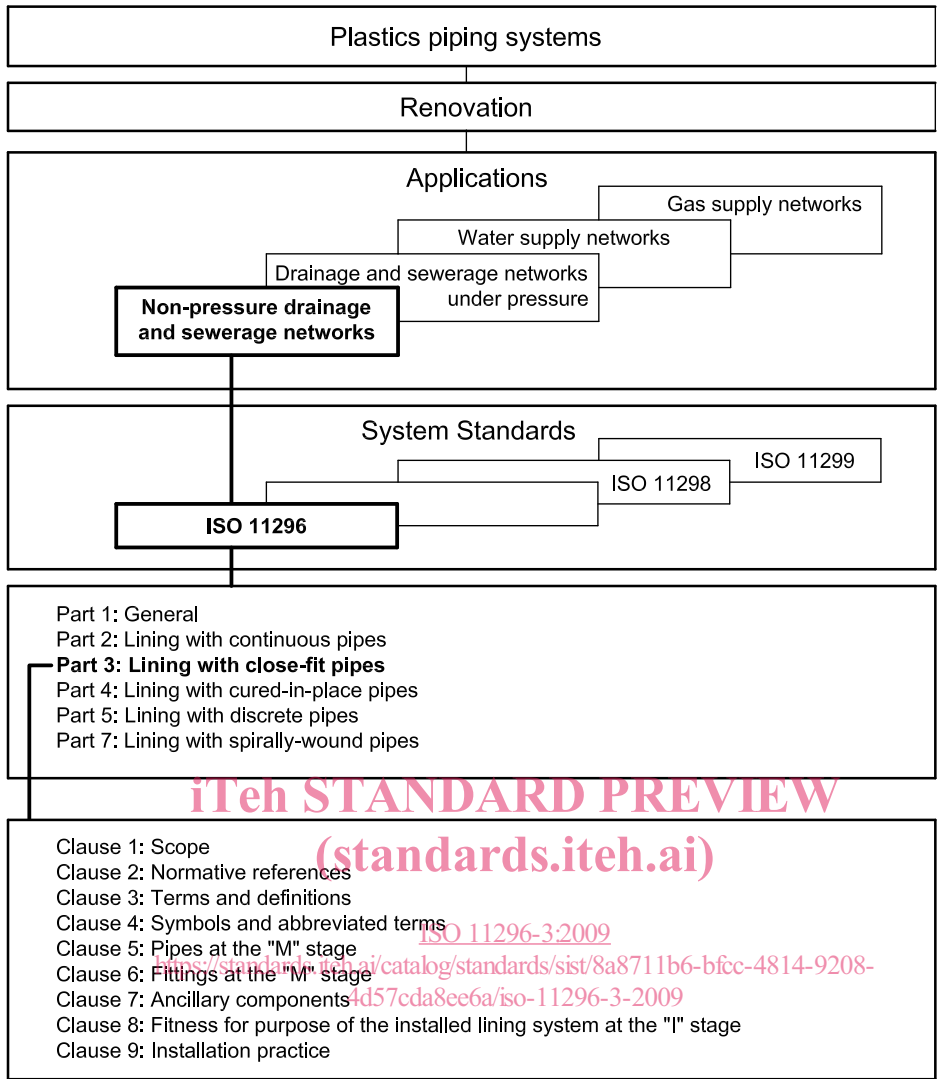 Plastics piping systems
Renovation
Applications
Gas supply networks
Water supply networks
Drainage and sewerage networks
under pressure
Non-pressure drainage
and sewerage networks
System Standards
ISO 11299
ISO 11298
ISO 11296
Part 1: General
Part 2: Lining with continuous pipes
Part 3: Lining with close-fit pipes
Part 4: Lining with cured-in-place pipes
Part 5: Lining with discrete pipes
Part 7: Lining with spirally-wound pipes
iTeh STANDARD PREVIEW
(standards.iteh.ai)
Clause 1: Scope
Clause 2: Normative references
Clause 3: Terms and definitions
Clause 4: Symbols and abbreviated terms
ISO 11296-3:2009
Clause 5: Pipes at the "M" stage
https://standards.iteh.ai/catalog/standards/sist/8a8711b6-bfcc-4814-9208-
Clause 6: Fittings at the "M" stage
4d57cda8ee6a/iso-11296-3-2009
Clause 7: Ancillary components
Clause 8: Fitness for purpose of the installed lining system at the "I" stage
Clause 9: Installation practice